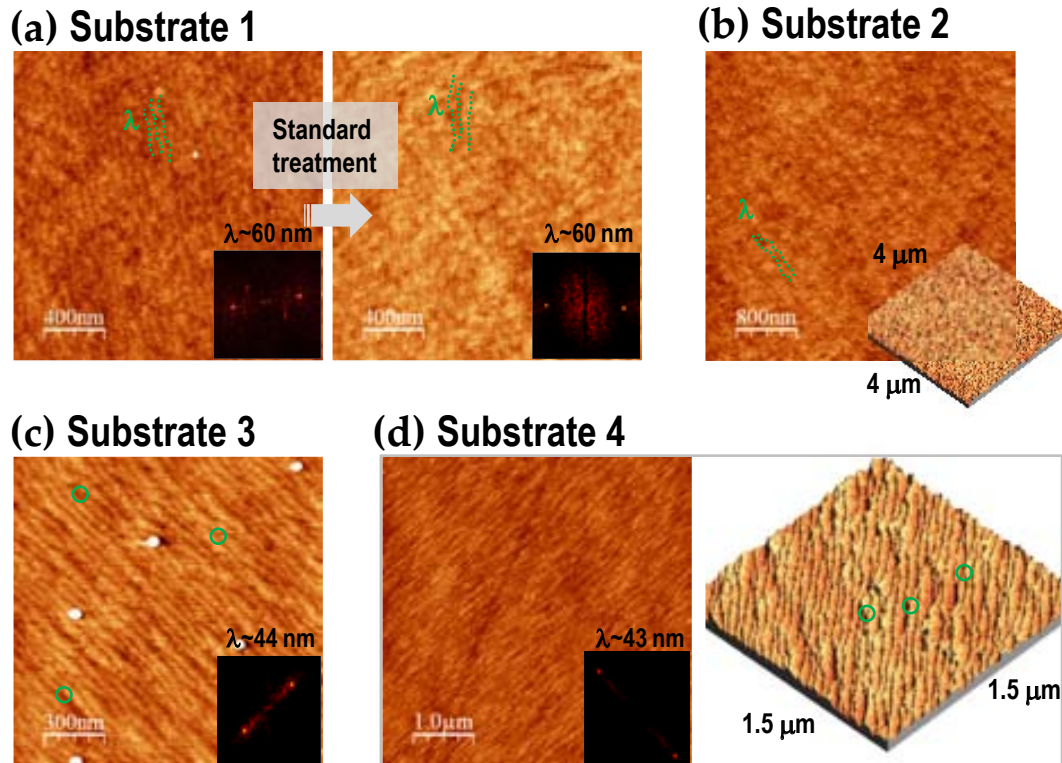 (a) Substrate 1
λ
Standard
treatment
λ
λ~60 nm
400nm
λ~60 nm
400nm
(b) Substrate 2
λ
4 μm
800nm
4 μm
(c) Substrate 3
λ~44 nm
300nm
(d) Substrate 4
λ~43 nm
1.0μm
1.5 μm
1.5 μm